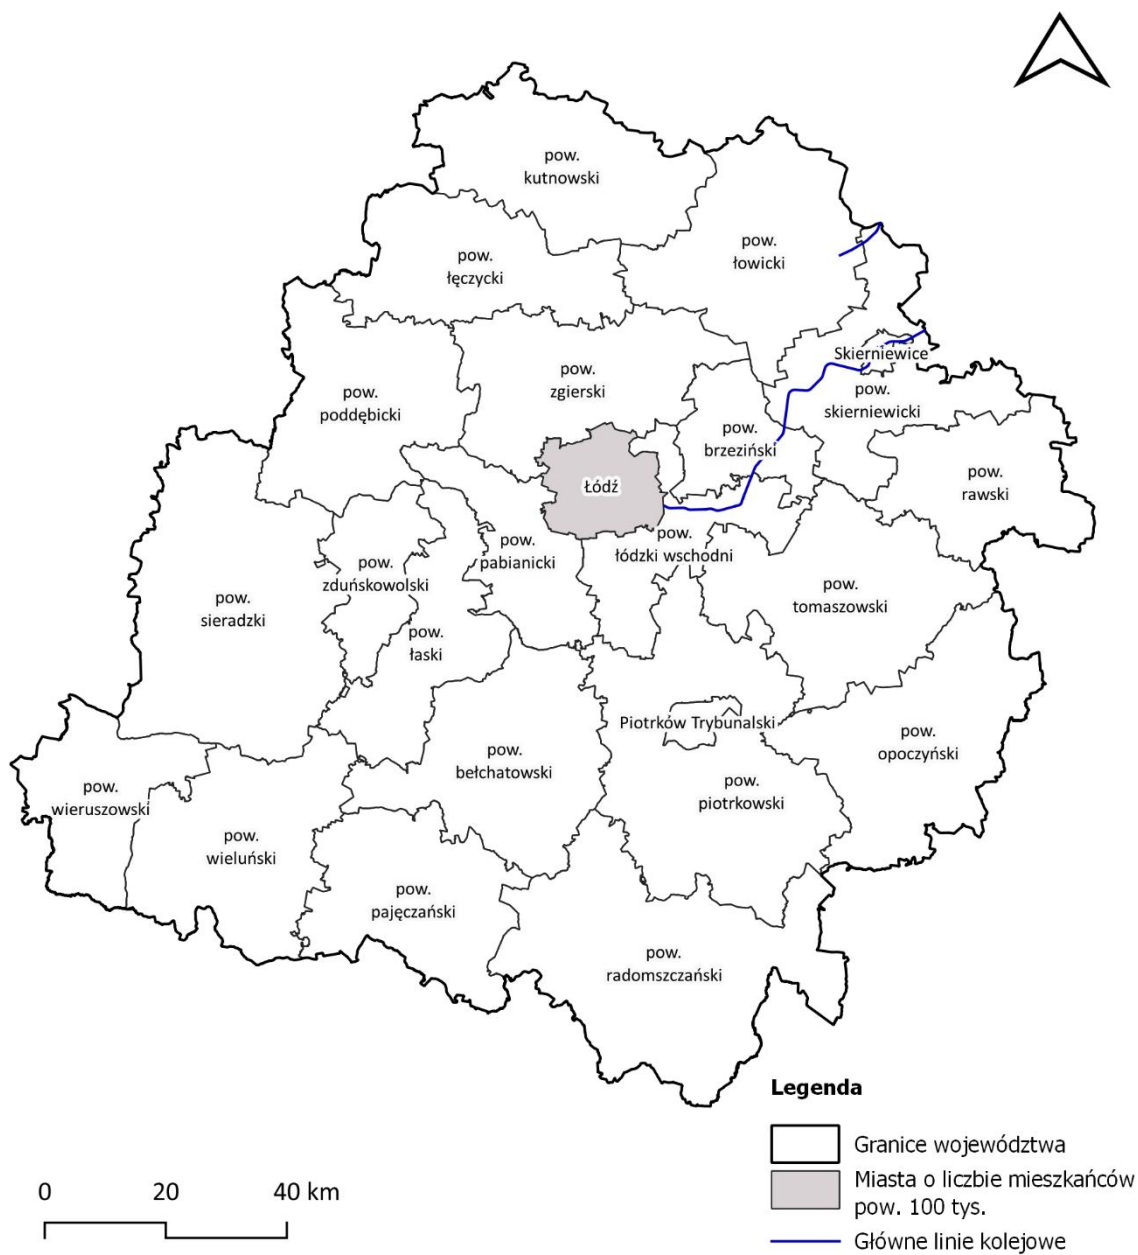 pow.
kutnowski
pow.
łowicki
pow.
łęczycki
Skierniewice
pow.
zgierski
pow.
skierniewicki
pow.
poddębicki
pow.
brzeziński
pow.
rawski
Łódź
pow.
łódzki wschodni
pow.
pabianicki
pow.
zduńskowolski
pow.
tomaszowski
pow.
sieradzki
pow.
łaski
Piotrków Trybunalski
pow.
opoczyński
pow.
bełchatowski
pow.
piotrkowski
pow.
wieruszowski
pow.
wieluński
pow.
pajęczański
pow.
radomszczański
Legenda
Granice województwa
Miasta o liczbie mieszkańców
pow. 100 tys.
Główne linie kolejowe
0 20 40 km